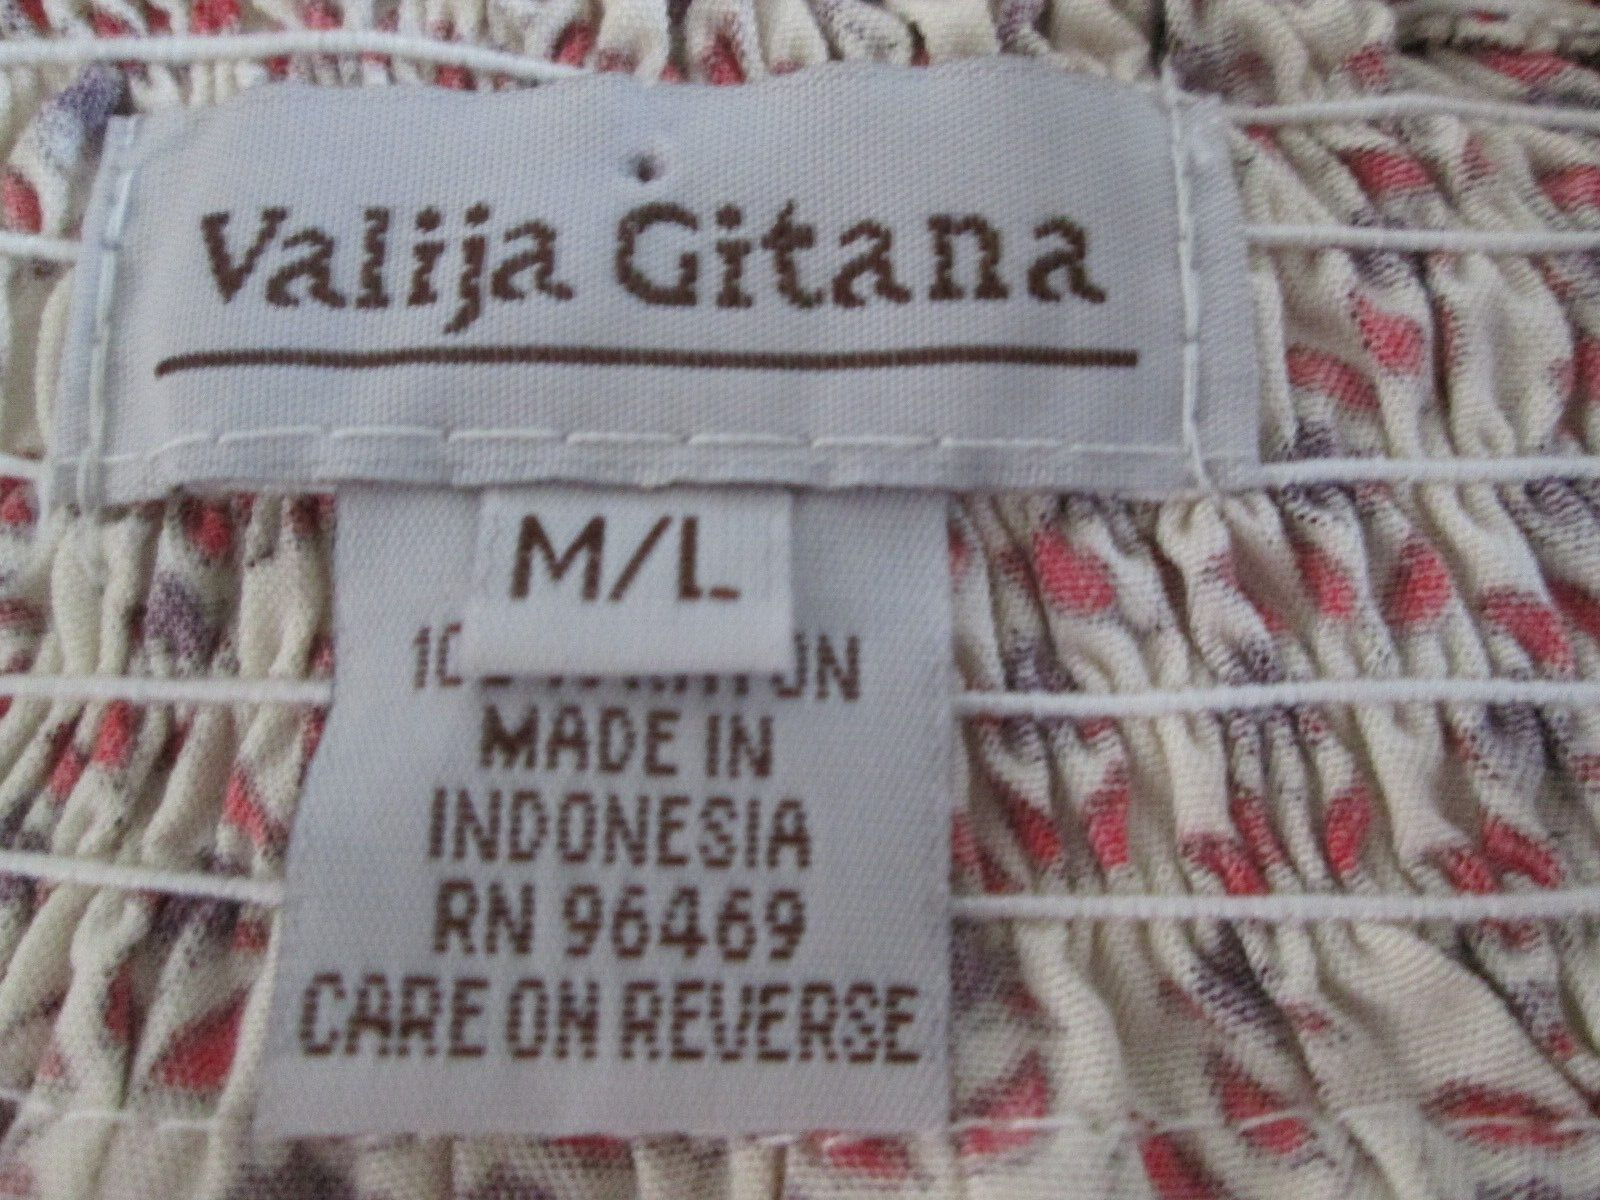 Valija Gitana
M/L
MADE IN
INDONESIA
RN 96469
CARE ON REVERSE